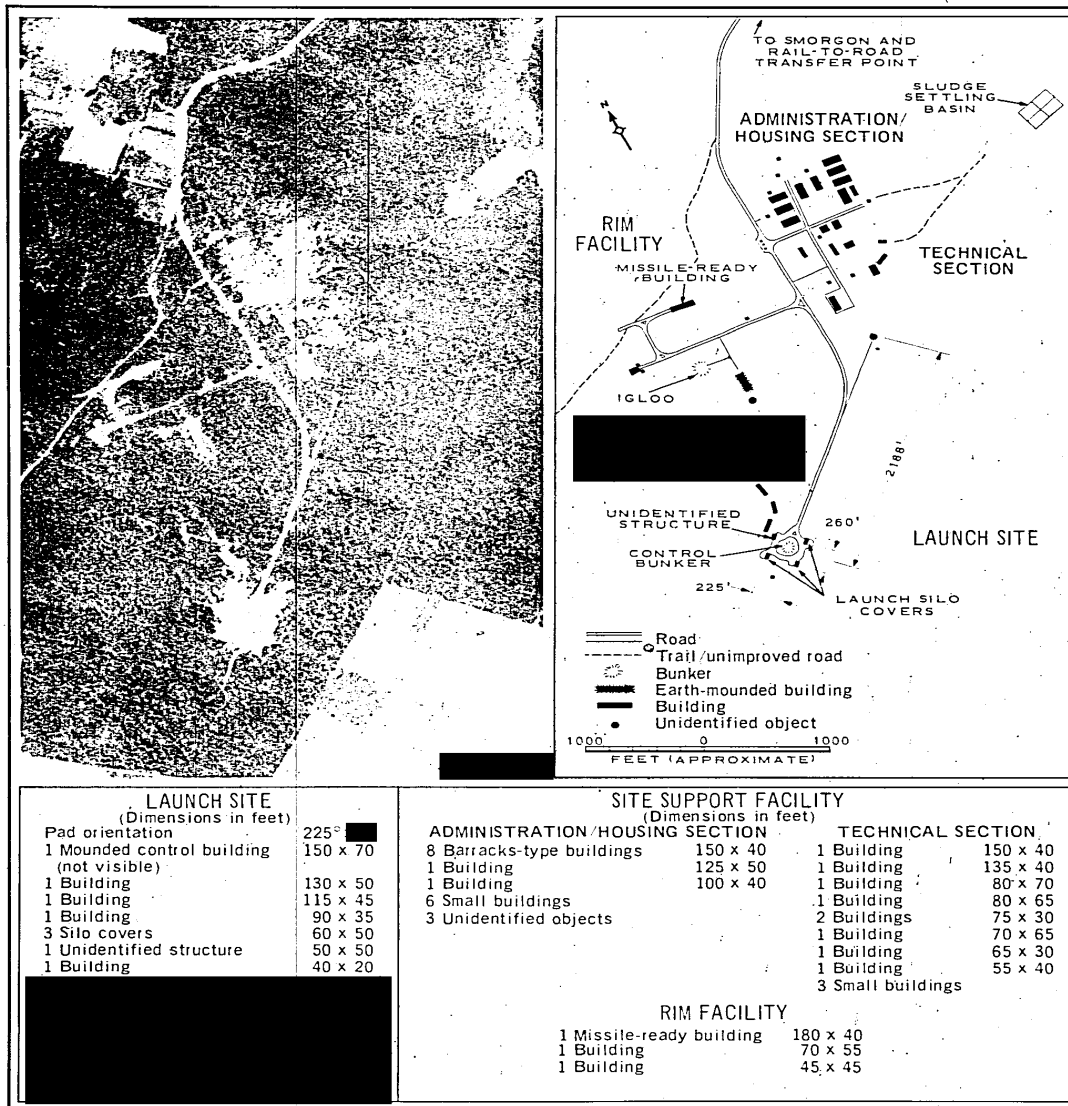 TO SMORGON AND
RAIL-TO-ROAD
TRANSFER POINT
SLUDGE
SETTLING
BASIN
N
ADMINISTRATION/
HOUSING SECTION
RIM
FACILITY
MISSILE-READY
BUILDING
TECHNICAL
SECTION
IGLOO
2188'
UNIDENTIFIED
STRUCTURE
260'
LAUNCH SITE
CONTROL
BUNKER
225'
LAUNCH SILO
COVERS
Road
Trail/unimproved road
Bunker
Earth-mounded building
Building
Unidentified object
1000 0 1000
FEET (APPROXIMATE)
LAUNCH SITE
(Dimensions in feet)
Pad orientation 225°
1 Mounded control building 150 x 70
(not visible)
1 Building 130 x 50
1 Building 115 x 45
1 Building 90 x 35
3 Silo covers 60 x 50
1 Unidentified structure 50 x 50
1 Building 40 x 20
SITE SUPPORT FACILITY
(Dimensions in feet)
ADMINISTRATION/HOUSING SECTION
8 Barracks-type buildings 150 x 40
1 Building 125 x 50
1 Building 100 x 40
6 Small buildings
3 Unidentified objects
TECHNICAL SECTION
1 Building 150 x 40
1 Building 135 x 40
1 Building 80 x 70
1 Building 80 x 65
2 Buildings 75 x 30
1 Building 70 x 65
1 Building 65 x 30
1 Building 55 x 40
3 Small buildings
RIM FACILITY
1 Missile-ready building 180 x 40
1 Building 70 x 55
1 Building 45 x 45